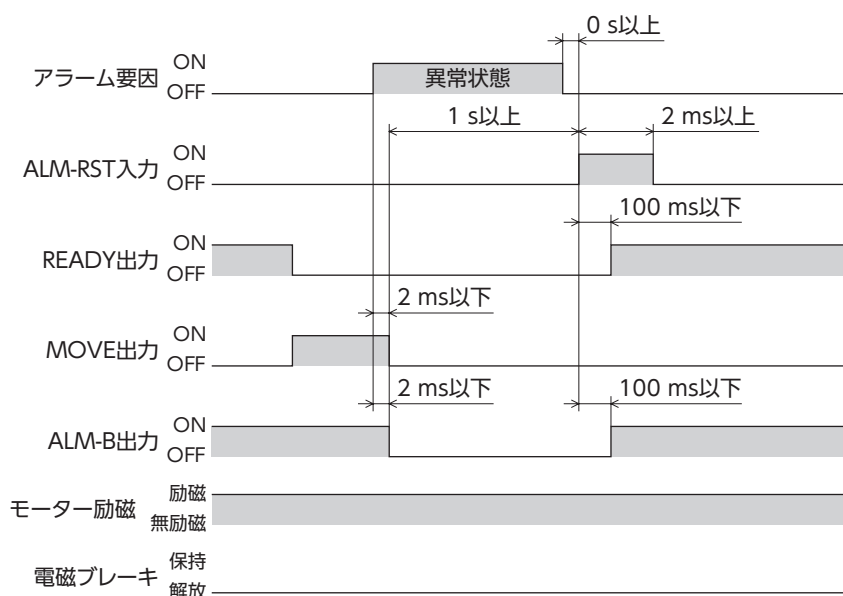 0 s以上
アラーム要因 ON OFF 異常状態
1 s以上 2 ms以上
ALM-RST入力 ON OFF
100 ms以下
READY出力 ON OFF
2 ms以下
MOVE出力 ON OFF
2 ms以下 100 ms以下
ALM-B出力 ON OFF
モーター励磁 励磁 無励磁
電磁ブレーキ 保持 解放